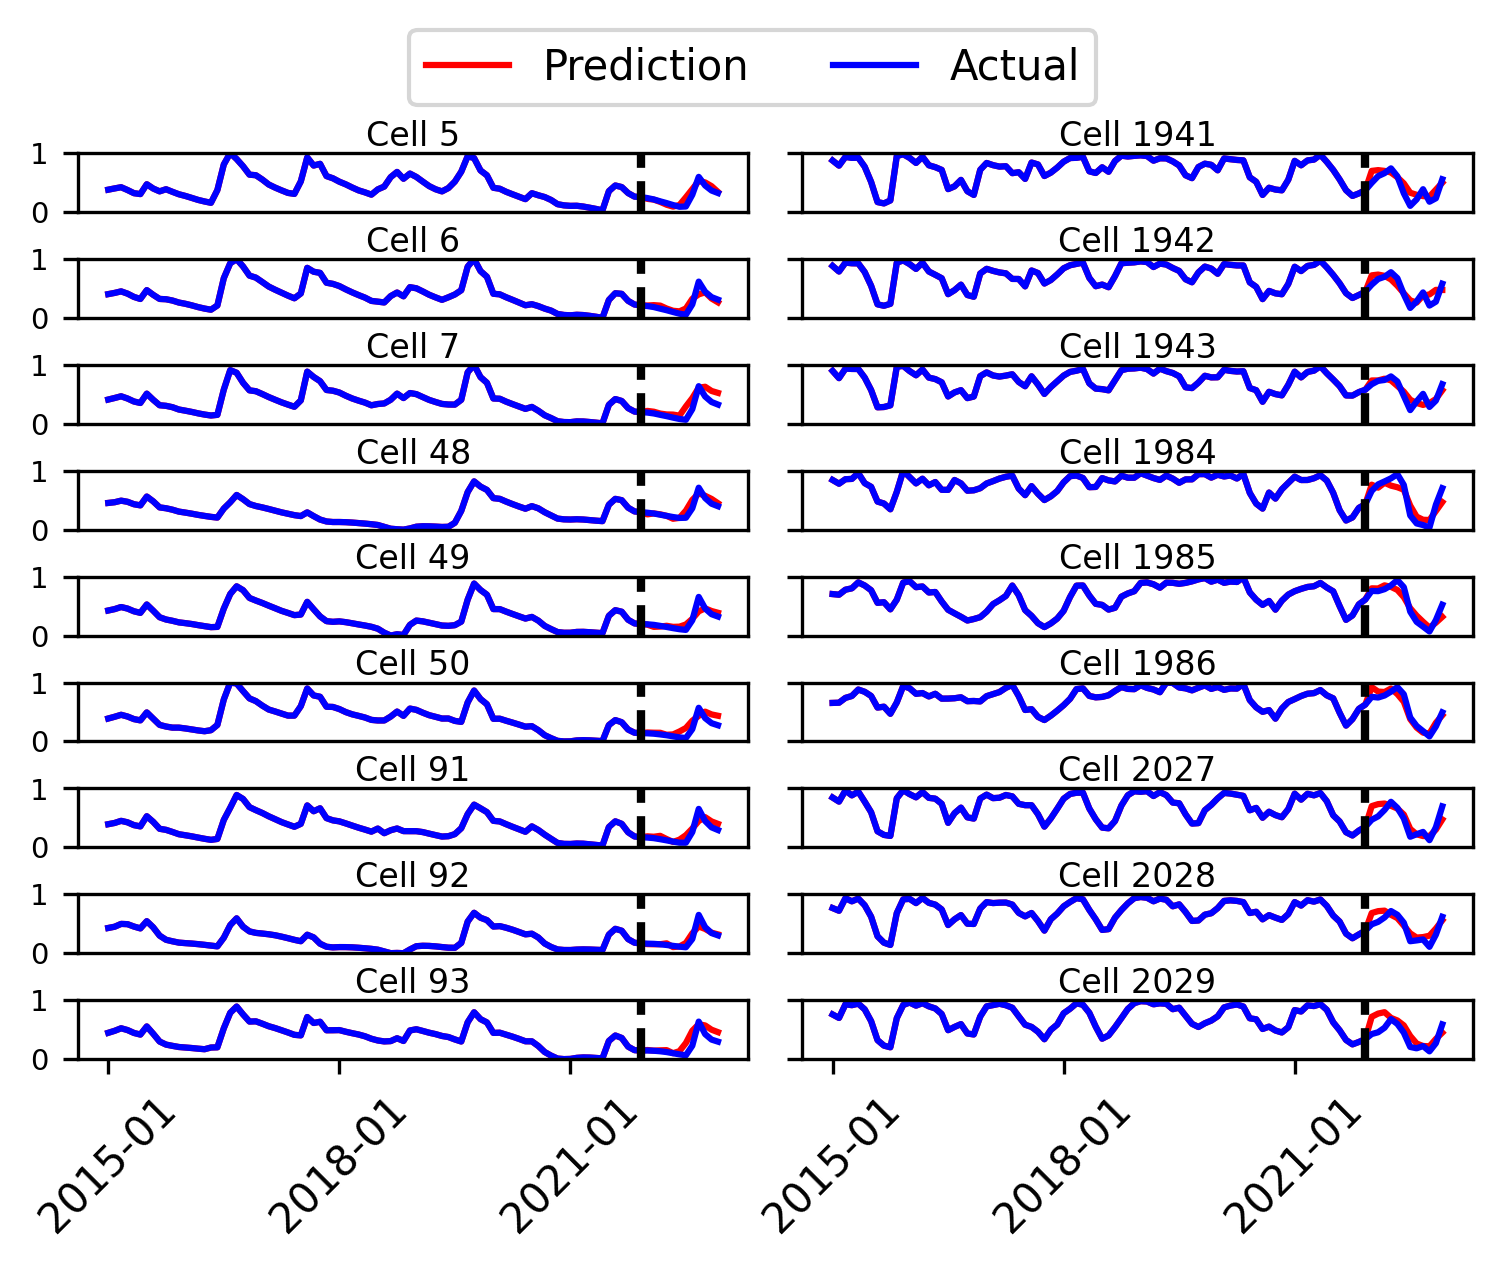 Prediction Actual
Cell 5 Cell 1941
1
0
Cell 6 Cell 1942
1
0
Cell 7 Cell 1943
1
0
Cell 48 Cell 1984
1
0
Cell 49 Cell 1985
1
0
Cell 50 Cell 1986
1
0
Cell 91 Cell 2027
1
0
Cell 92 Cell 2028
1
0
Cell 93 Cell 2029
1
0
2015-01 2018-01 2021-01 2015-01 2018-01 2021-01